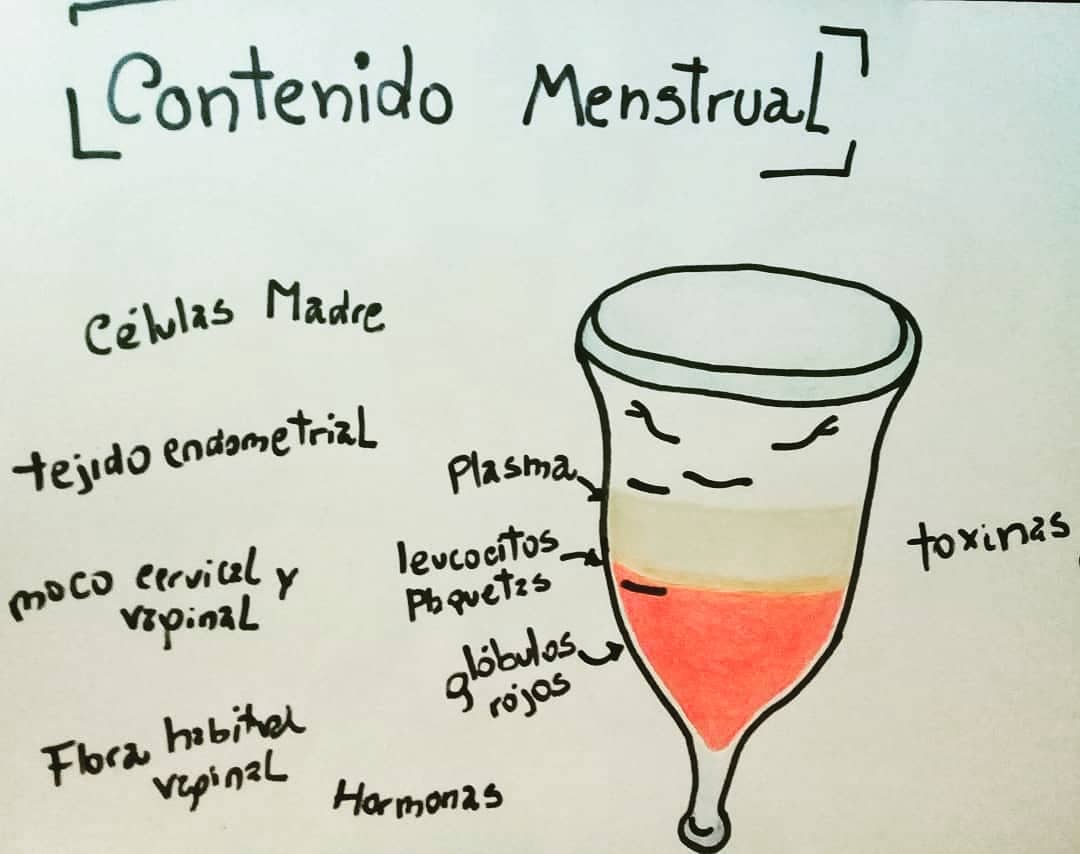 Contenido Menstrual
Células Madre
tejido endometrial
moco cervical y
vaginal
Flora habitual
vaginal
Hormonas
Plasma
leucocitos
Plaquetas
glóbulos
rojos
toxinas